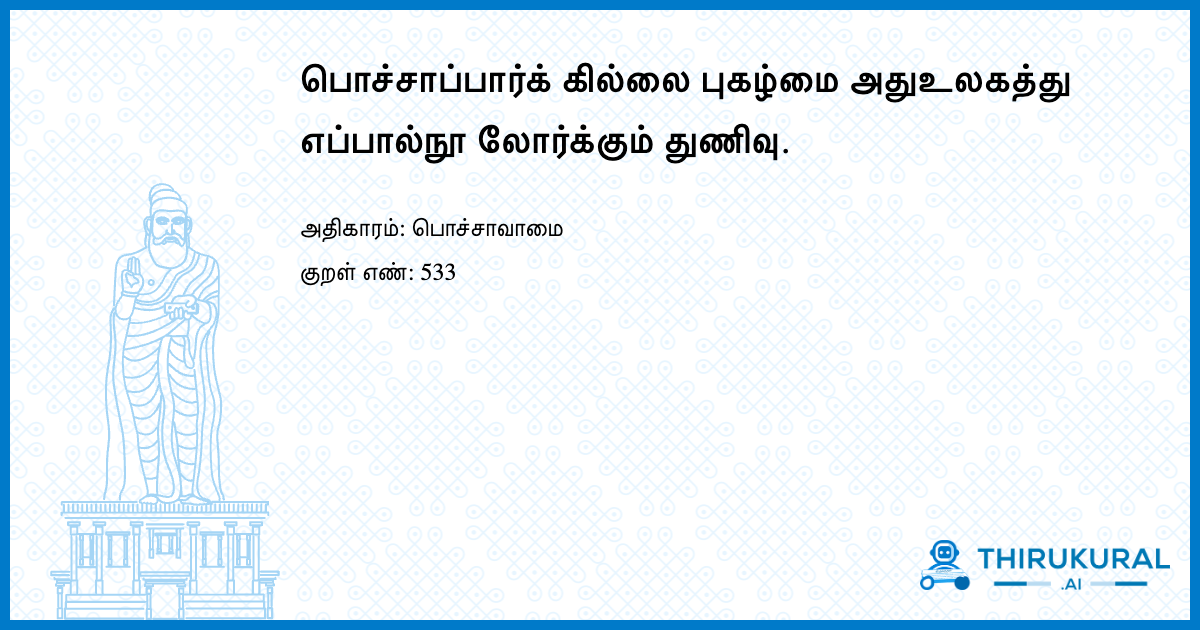 பொச்சாப்பார்க் கில்லை புகழ்மை அதுஉலகத்து
எப்பால்நூ லோர்க்கும் துணிவு.
அதிகாரம்: பொச்சாவாமை
குறள் எண்: 533
THIRUKURAL
.AI